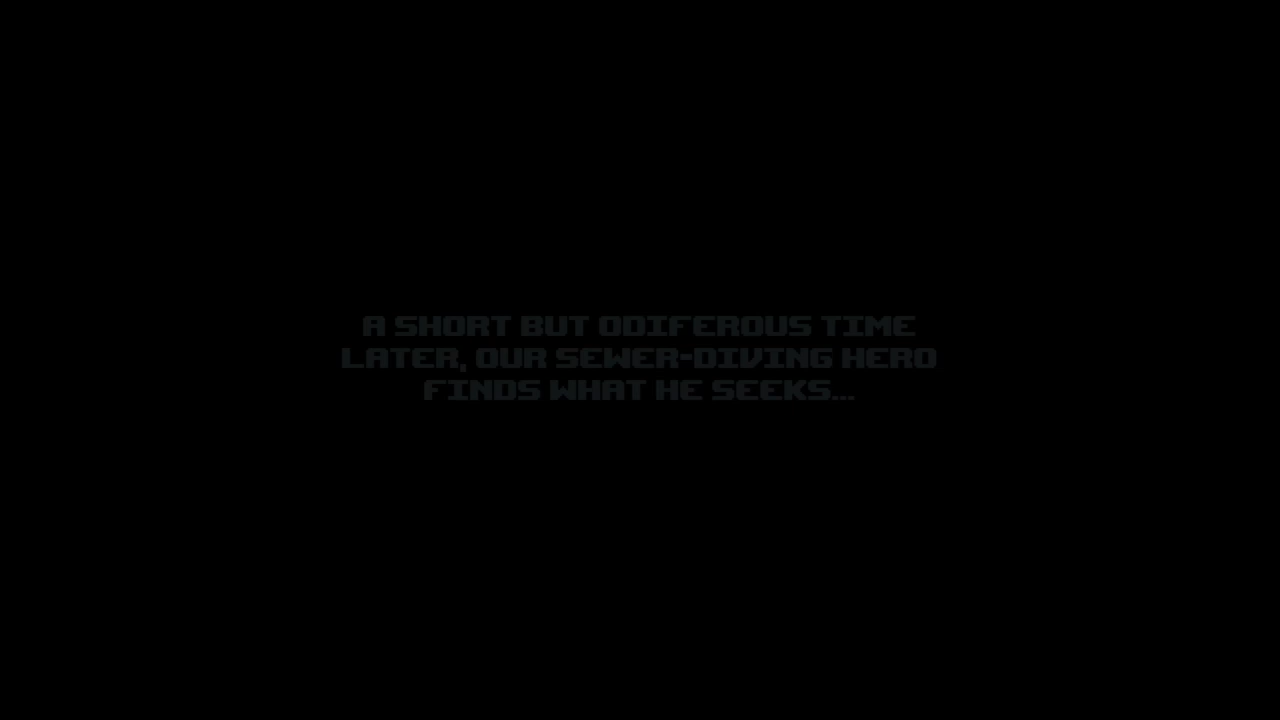 A SHORT BUT ODIFEROUS TIME
LATER, OUR SEWER-DIVING HERO
FINDS WHAT HE SEEKS...